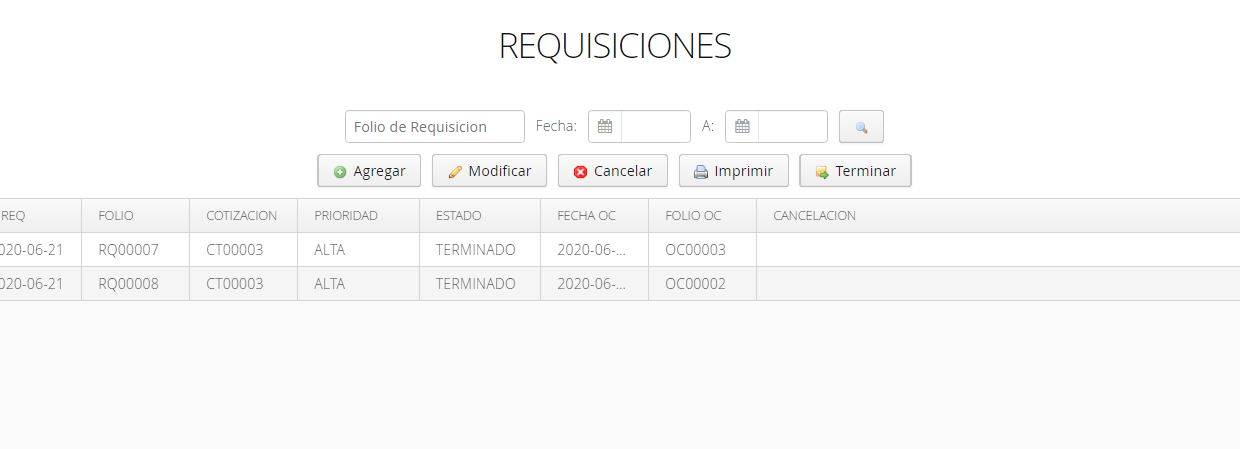 REQUISICIONES
Folio de Requisicion Fecha: A:
Agregar Modificar Cancelar Imprimir Terminar
REQ FOLIO COTIZACION PRIORIDAD ESTADO FECHA OC FOLIO OC CANCELACION
020-06-21 RQ00007 CT00003 ALTA TERMINADO 2020-06-... OC00003
020-06-21 RQ00008 CT00003 ALTA TERMINADO 2020-06-... OC00002